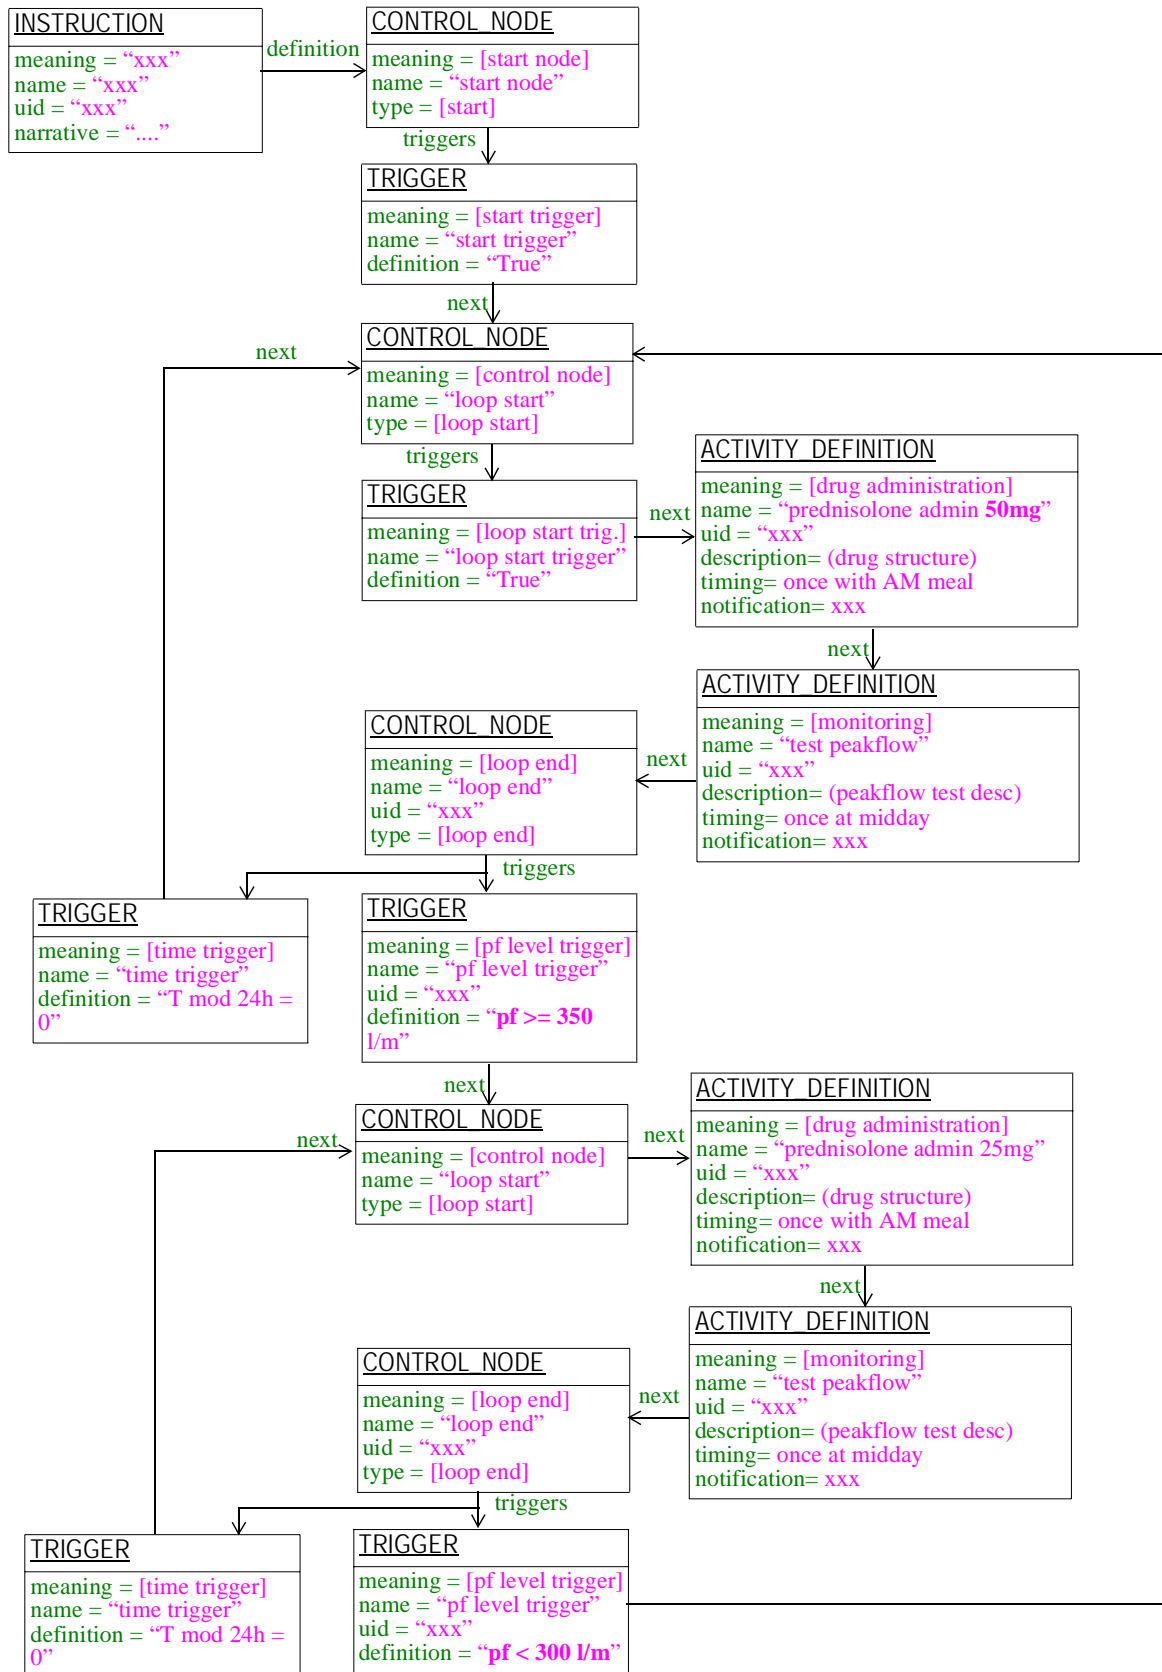 INSTRUCTION
meaning = “xxx”
name = “xxx”
uid = “xxx”
narrative = “....”
definition
CONTROL_NODE
meaning = [start node]
name = “start node”
type = [start]
triggers
TRIGGER
meaning = [start trigger]
name = “start trigger”
definition = “True”
next
next
CONTROL_NODE
meaning = [control node]
name = “loop start”
type = [loop start]
triggers
TRIGGER
meaning = [loop start trig.]
name = “loop start trigger”
definition = “True”
next
ACTIVITY_DEFINITION
meaning = [drug administration]
name = “prednisolone admin 50mg”
uid = “xxx”
description= (drug structure)
timing= once with AM meal
notification= xxx
next
ACTIVITY_DEFINITION
meaning = [monitoring]
name = “test peakflow”
uid = “xxx”
description= (peakflow test desc)
timing= once at midday
notification= xxx
next
CONTROL_NODE
meaning = [loop end]
name = “loop end”
uid = “xxx”
type = [loop end]
triggers
TRIGGER
meaning = [time trigger]
name = “time trigger”
definition = “T mod 24h =
0”
TRIGGER
meaning = [pf level trigger]
name = “pf level trigger”
uid = “xxx”
definition = “pf >= 350
l/m”
next
next
CONTROL_NODE
meaning = [control node]
name = “loop start”
type = [loop start]
next
ACTIVITY_DEFINITION
meaning = [drug administration]
name = “prednisolone admin 25mg”
uid = “xxx”
description= (drug structure)
timing= once with AM meal
notification= xxx
next
ACTIVITY_DEFINITION
meaning = [monitoring]
name = “test peakflow”
uid = “xxx”
description= (peakflow test desc)
timing= once at midday
notification= xxx
next
CONTROL_NODE
meaning = [loop end]
name = “loop end”
uid = “xxx”
type = [loop end]
triggers
TRIGGER
meaning = [time trigger]
name = “time trigger”
definition = “T mod 24h =
0”
TRIGGER
meaning = [pf level trigger]
name = “pf level trigger”
uid = “xxx”
definition = “pf < 300 l/m”